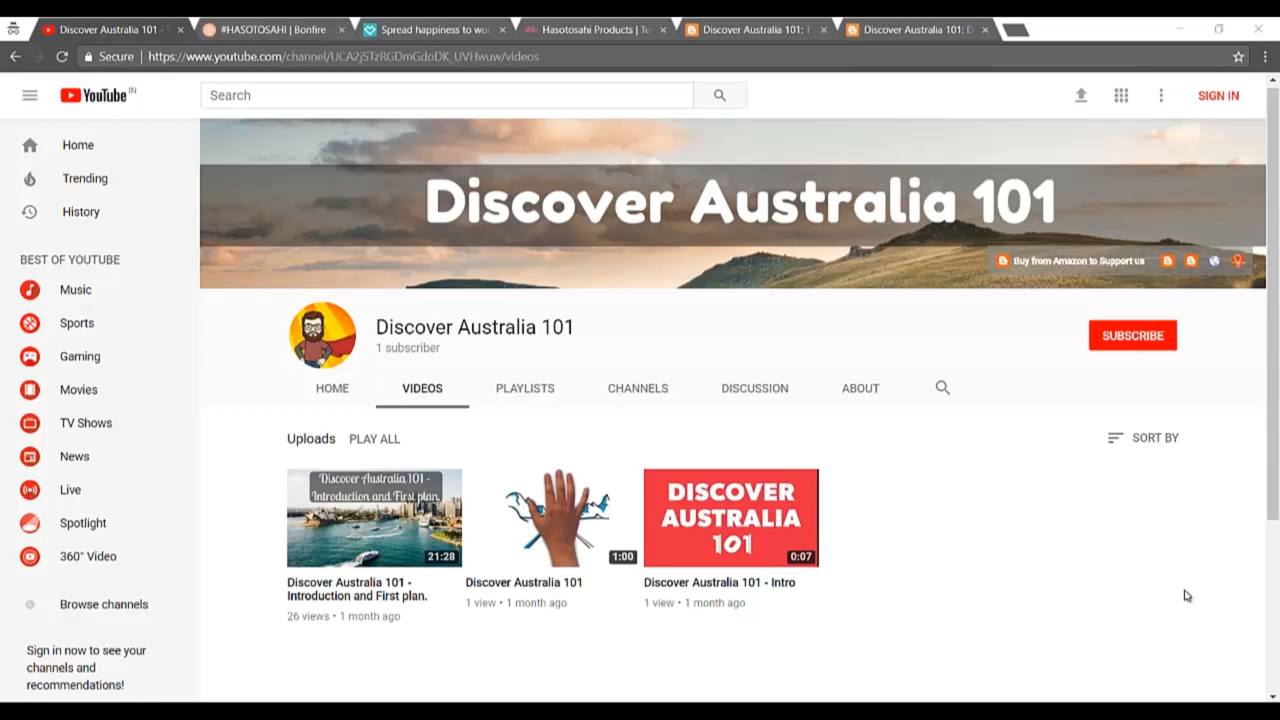 Discover Australia 101 -
#HASOTOSAHI | Bonfire
Spread happiness to wo
Hasotosahi Products | Te
Discover Australia 101: T
Discover Australia 101: D
Secure | https://www.youtube.com/channel/UCA2jSTzRGDmGdoDK_UVHwuw/videos
YouTube IN
Search
SIGN IN
Home
Trending
History
BEST OF YOUTUBE
Music
Sports
Gaming
Movies
TV Shows
News
Live
Spotlight
360° Video
Browse channels
Sign in now to see your
channels and
recommendations!
Discover Australia 101
Buy from Amazon to Support us
Discover Australia 101
1 subscriber
SUBSCRIBE
HOME VIDEOS PLAYLISTS CHANNELS DISCUSSION ABOUT
Uploads PLAY ALL
SORT BY
Discover Australia 101 -
Introduction and First plan.
21:28
Discover Australia 101 -
Introduction and First plan.
26 views • 1 month ago
1:00
Discover Australia 101
1 view • 1 month ago
DISCOVER
AUSTRALIA
101
0:07
Discover Australia 101 - Intro
1 view • 1 month ago